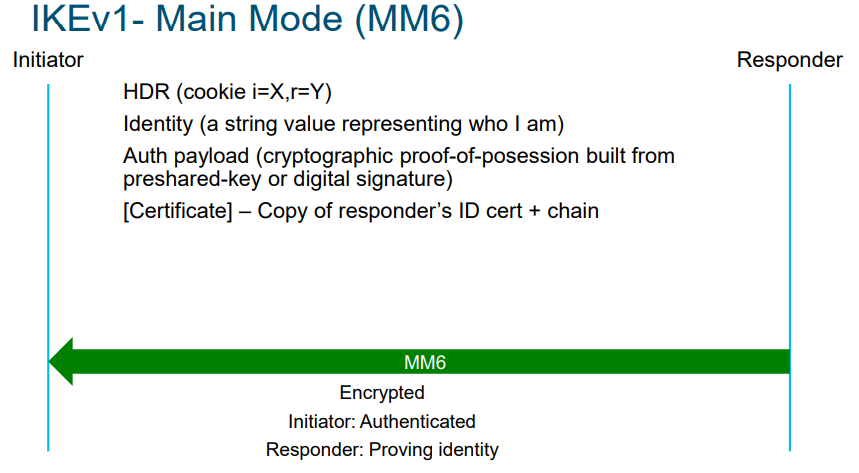 IKEv1- Main Mode (MM6)
Initiator
Responder
HDR (cookie i=X,r=Y)
Identity (a string value representing who I am)
Auth payload (cryptographic proof-of-posession built from
preshared-key or digital signature)
[Certificate] – Copy of responder’s ID cert + chain
MM6
Encrypted
Initiator: Authenticated
Responder: Proving identity